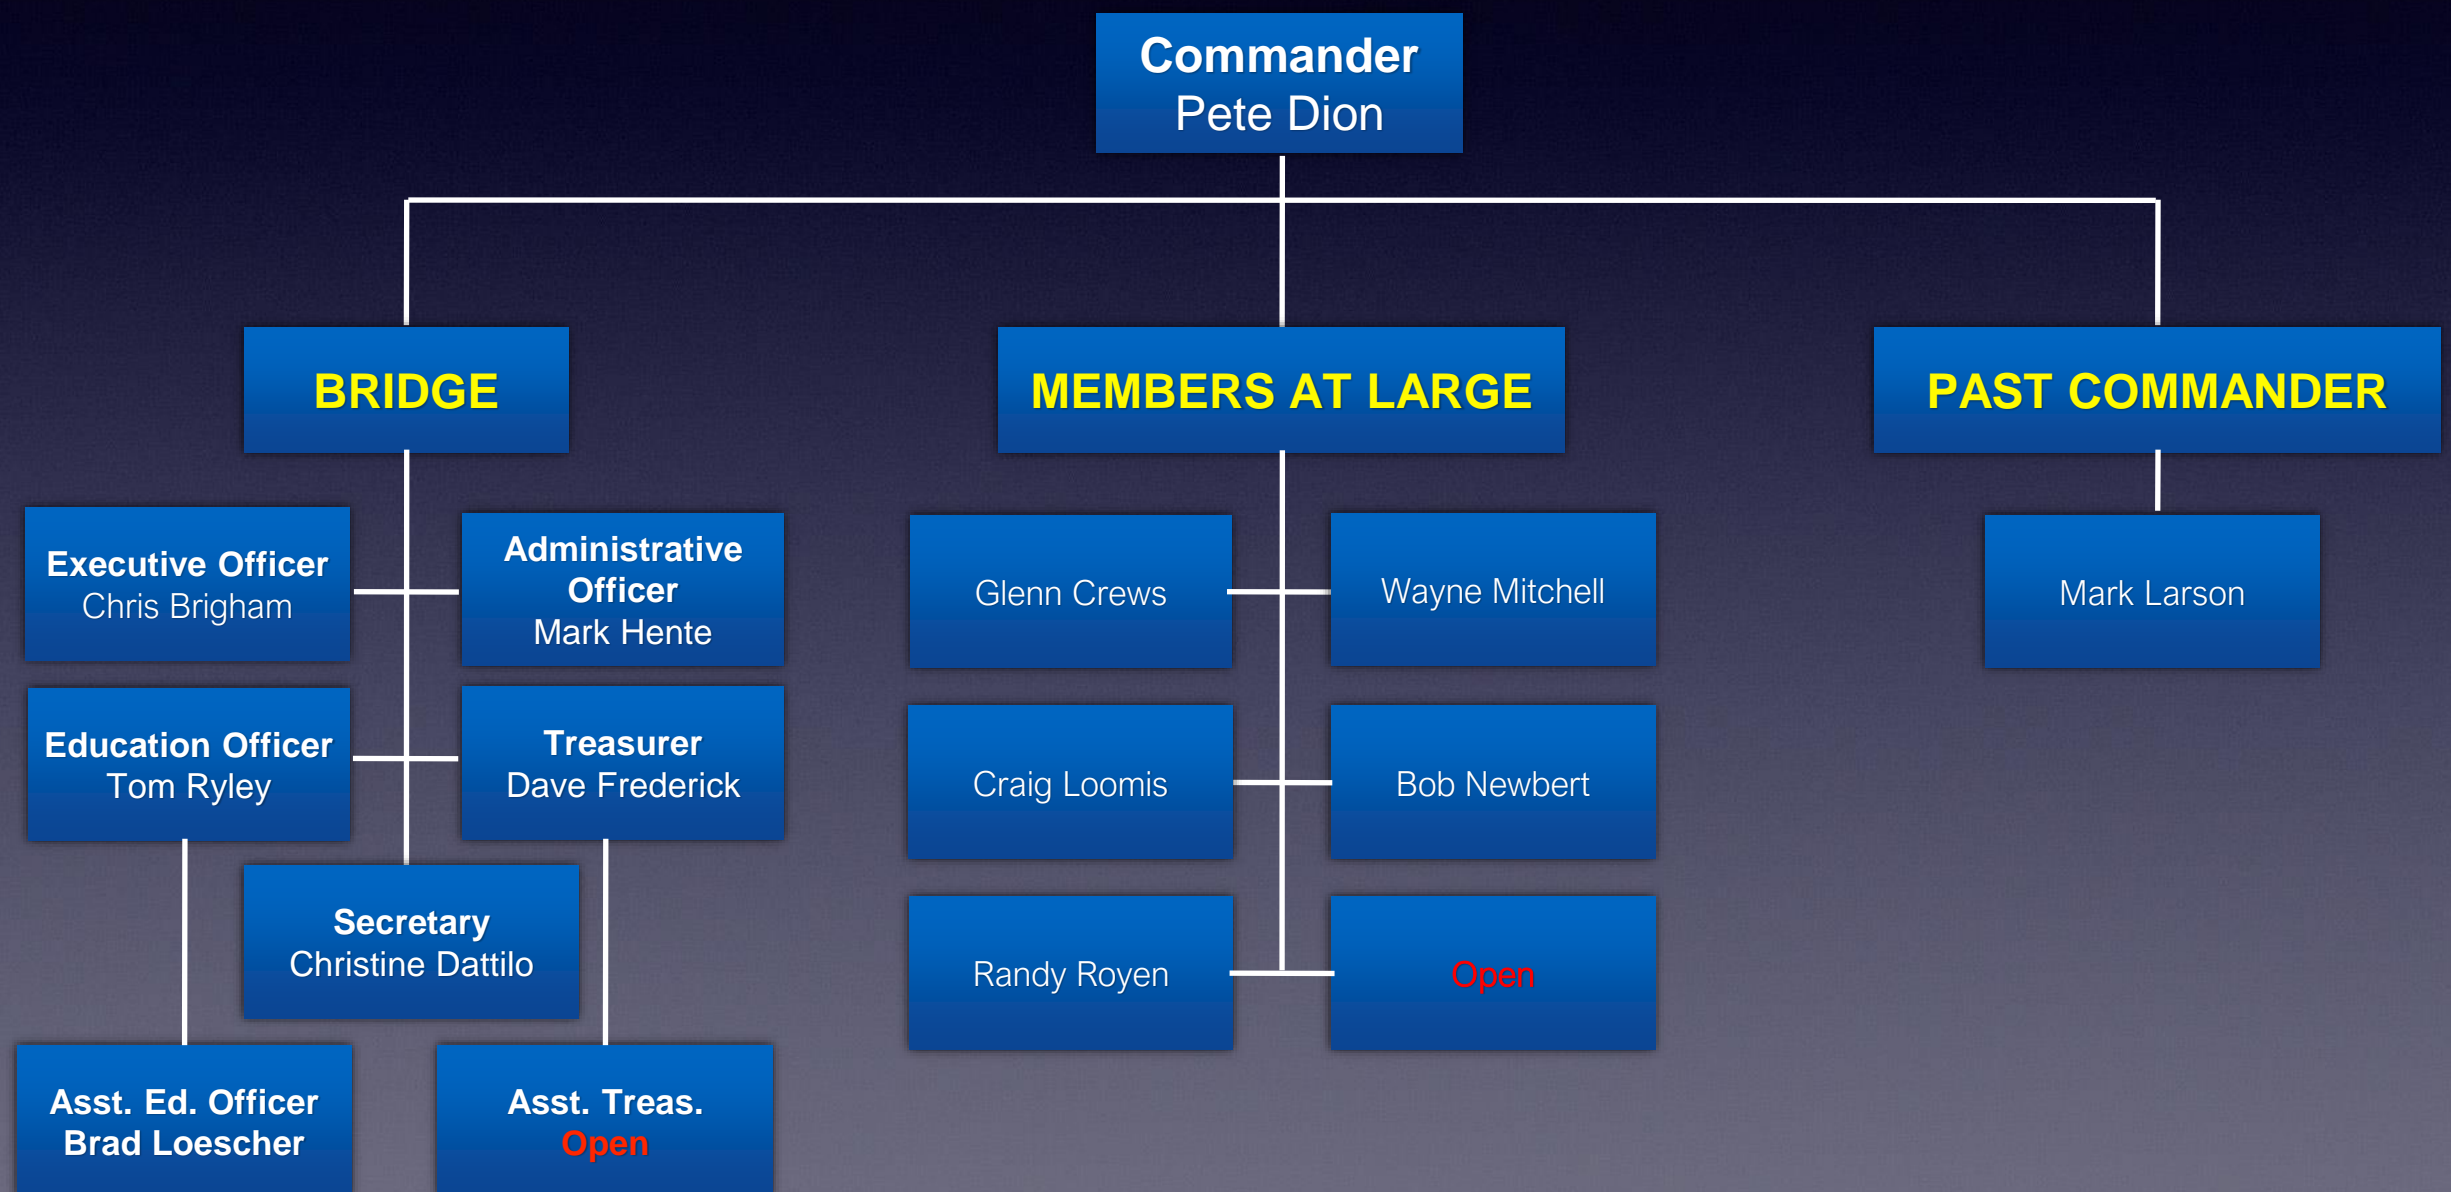 Commander
Pete Dion
BRIDGE
MEMBERS AT LARGE
PAST COMMANDER
Executive Officer
Chris Brigham
Administrative
Officer
Mark Hente
Glenn Crews
Wayne Mitchell
Mark Larson
Education Officer
Tom Ryley
Treasurer
Dave Frederick
Craig Loomis
Bob Newbert
Secretary
Christine Dattilo
Randy Royen
Open
Asst. Ed. Officer
Brad Loescher
Asst. Treas.
Open